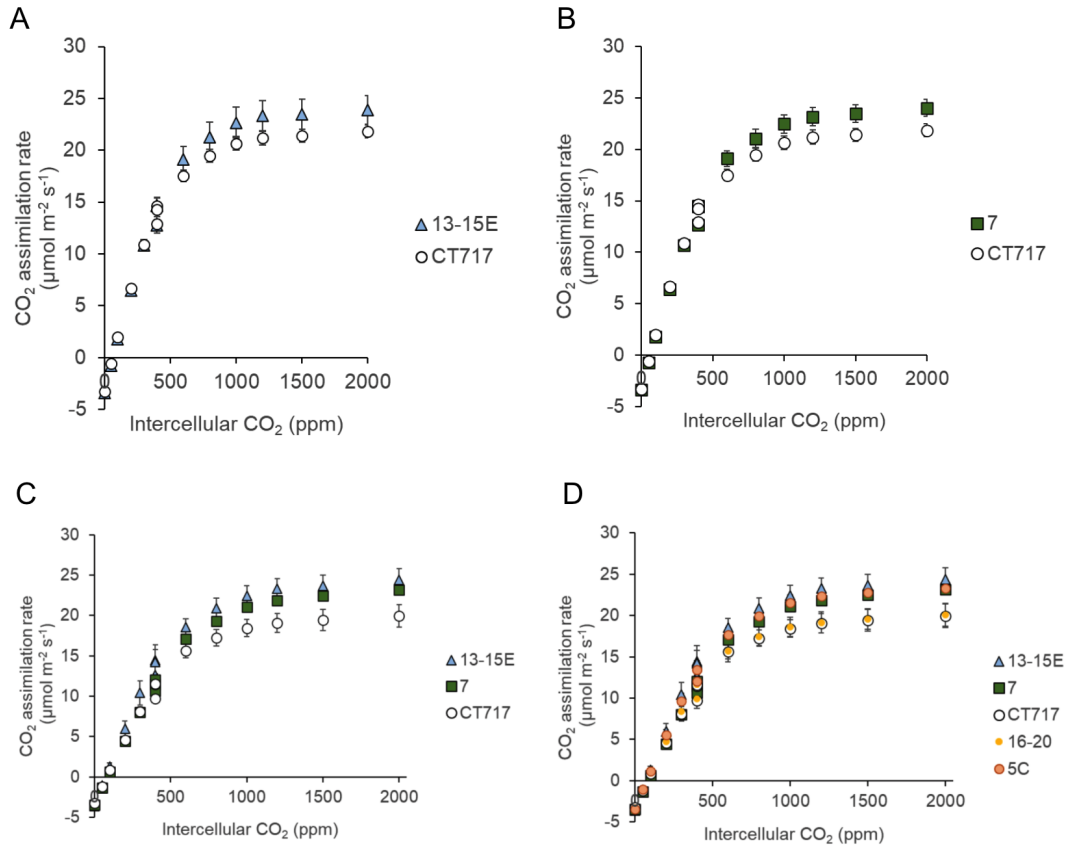 A
30
25
20
15
10
5
0
-5
0
500
1000
1500
2000
CO₂ assimilation rate
(µmol m⁻² s⁻¹)
Intercellular CO₂ (ppm)
13-15E
CT717
B
30
25
20
15
10
5
0
-5
0
500
1000
1500
2000
CO₂ assimilation rate
(µmol m⁻² s⁻¹)
Intercellular CO₂ (ppm)
7
CT717
C
30
25
20
15
10
5
0
-5
0
500
1000
1500
2000
CO₂ assimilation rate
(µmol m⁻² s⁻¹)
Intercellular CO₂ (ppm)
13-15E
7
CT717
D
30
25
20
15
10
5
0
-5
0
500
1000
1500
2000
CO₂ assimilation rate
(µmol m⁻² s⁻¹)
Intercellular CO₂ (ppm)
13-15E
7
CT717
16-20
5C